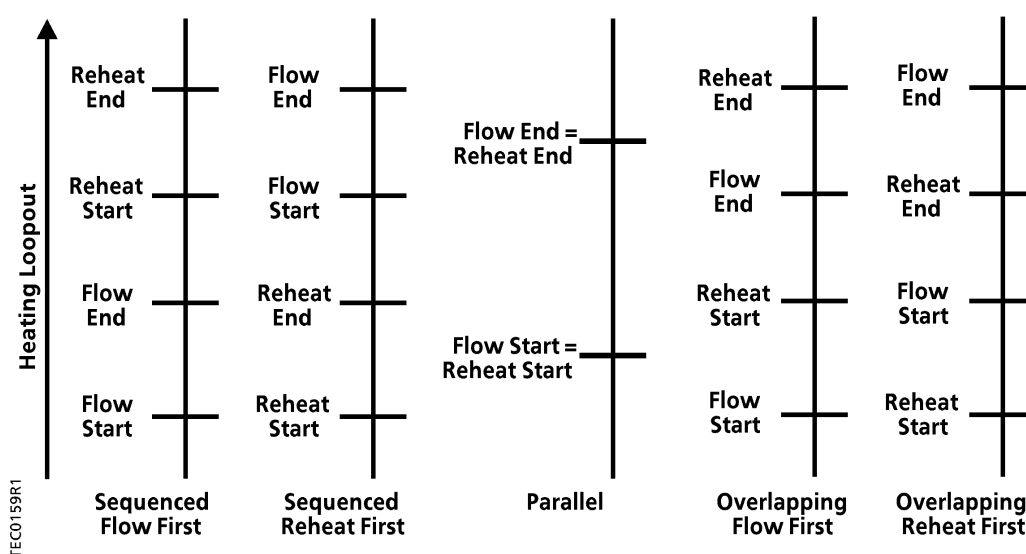 Heating Loopout
Reheat
End
Reheat
Start
Flow
End
Flow
Start
Sequenced
Flow First
Flow
End
Flow
Start
Reheat
End
Reheat
Start
Sequenced
Reheat First
Flow End =
Reheat End
Flow Start =
Reheat Start
Parallel
Reheat
End
Flow
End
Reheat
Start
Flow
Start
Overlapping
Flow First
Flow
End
Reheat
End
Flow
Start
Reheat
Start
Overlapping
Reheat First
TEC0159R1